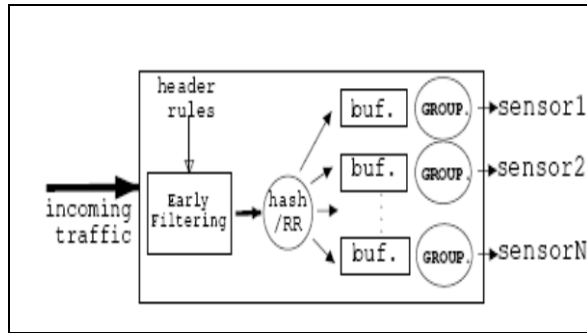 header
rules
buf.
GROUP.
sensor1
incoming
traffic
Early
Filtering
hash
/RR
buf.
GROUP.
sensor2
buf.
GROUP.
sensorN